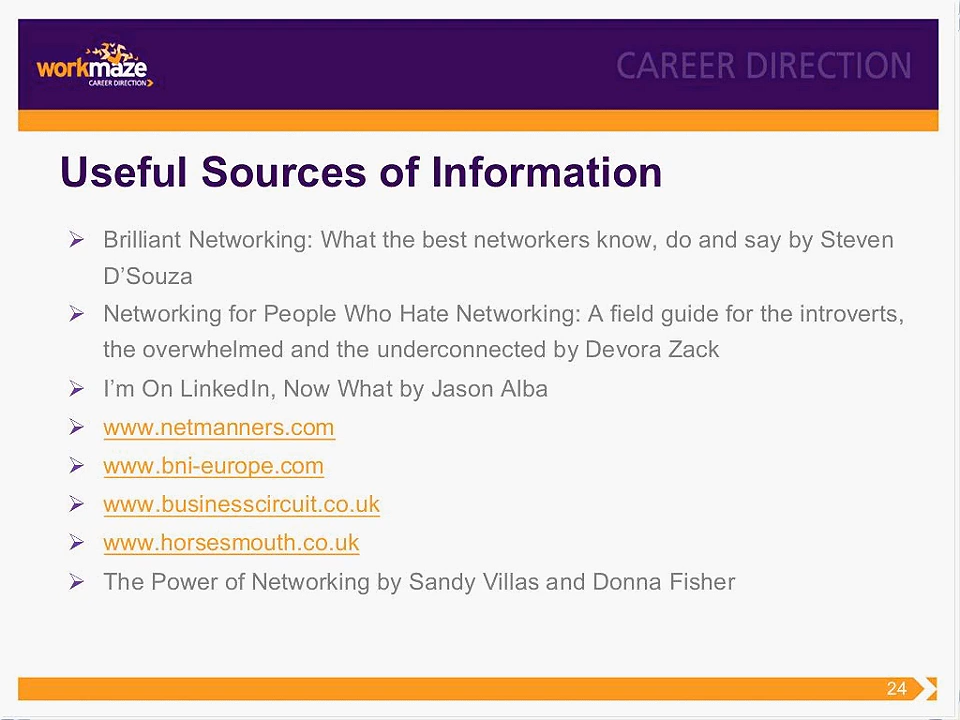 workmaze
CAREER DIRECTION
CAREER DIRECTION
Useful Sources of Information
Brilliant Networking: What the best networkers know, do and say by Steven
D’Souza
Networking for People Who Hate Networking: A field guide for the introverts,
the overwhelmed and the underconnected by Devora Zack
I’m On LinkedIn, Now What by Jason Alba
www.netmanners.com
www.bni-europe.com
www.businesscircuit.co.uk
www.horsesmouth.co.uk
The Power of Networking by Sandy Villas and Donna Fisher
24